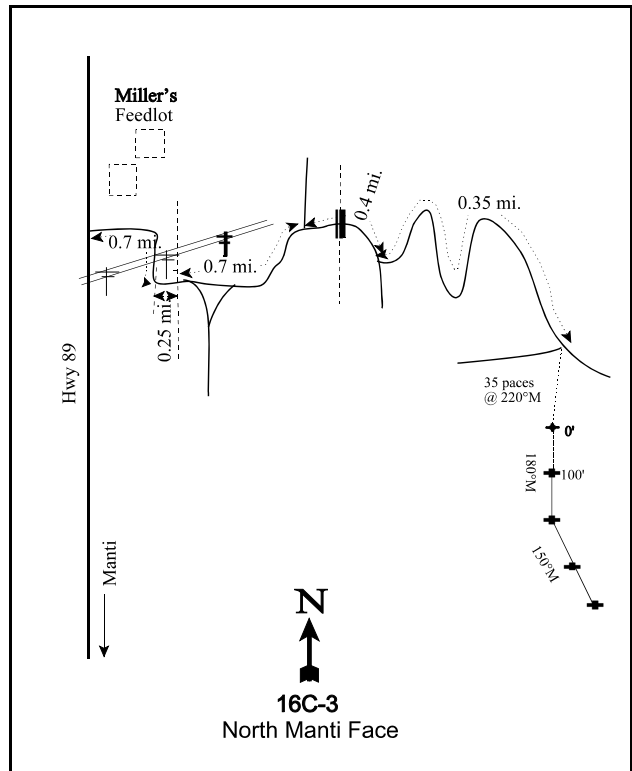 Miller's
Feedlot
0.7 mi.
0.7 mi.
0.25 mi.
0.4 mi.
0.35 mi.
Hwy 89
35 paces
@ 220°M
0'
180°M
100'
150°M
Manti
N
16C-3
North Manti Face